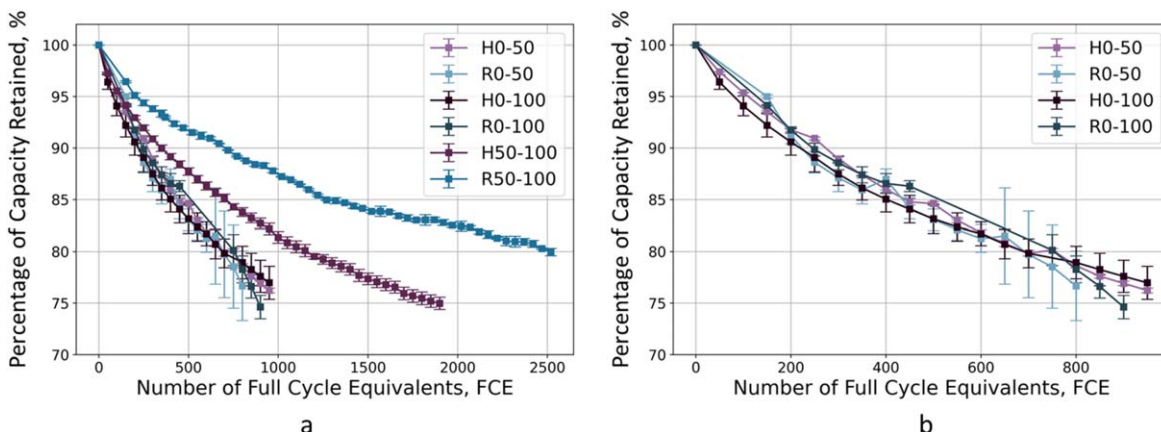 Percentage of Capacity Retained, %
100
95
90
85
80
75
70
H0-50
R0-50
H0-100
R0-100
H50-100
R50-100
0 500 1000 1500 2000 2500
Number of Full Cycle Equivalents, FCE
a
Percentage of Capacity Retained, %
100
95
90
85
80
75
70
H0-50
R0-50
H0-100
R0-100
0 200 400 600 800
Number of Full Cycle Equivalents, FCE
b